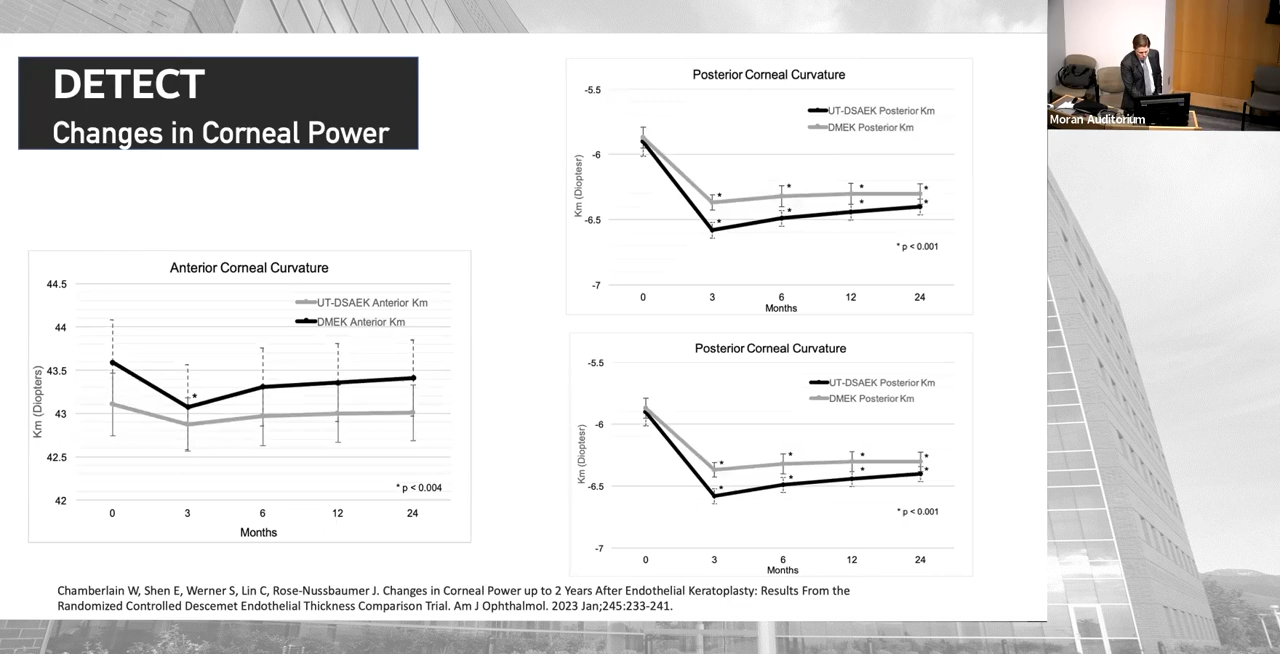 DETECT
Changes in Corneal Power
Anterior Corneal Curvature
44.5
44
43.5
43
42.5
42
Km (Diopters)
UT-DSAEK Anterior Km
DMEK Anterior Km
*
* p < 0.004
0 3 6 12 24
Months
Posterior Corneal Curvature
-5.5
-6
-6.5
-7
Km (Dioptesr)
UT-DSAEK Posterior Km
DMEK Posterior Km
* * * *
* * * *
* p < 0.001
0 3 6 12 24
Months
Posterior Corneal Curvature
-5.5
-6
-6.5
-7
Km (Dioptesr)
UT-DSAEK Posterior Km
DMEK Posterior Km
* * * *
* * * *
* p < 0.001
0 3 6 12 24
Months
Chamberlain W, Shen E, Werner S, Lin C, Rose-Nussbaumer J. Changes in Corneal Power up to 2 Years After Endothelial Keratoplasty: Results From the
Randomized Controlled Descemet Endothelial Thickness Comparison Trial. Am J Ophthalmol. 2023 Jan;245:233-241.
Moran Auditorium